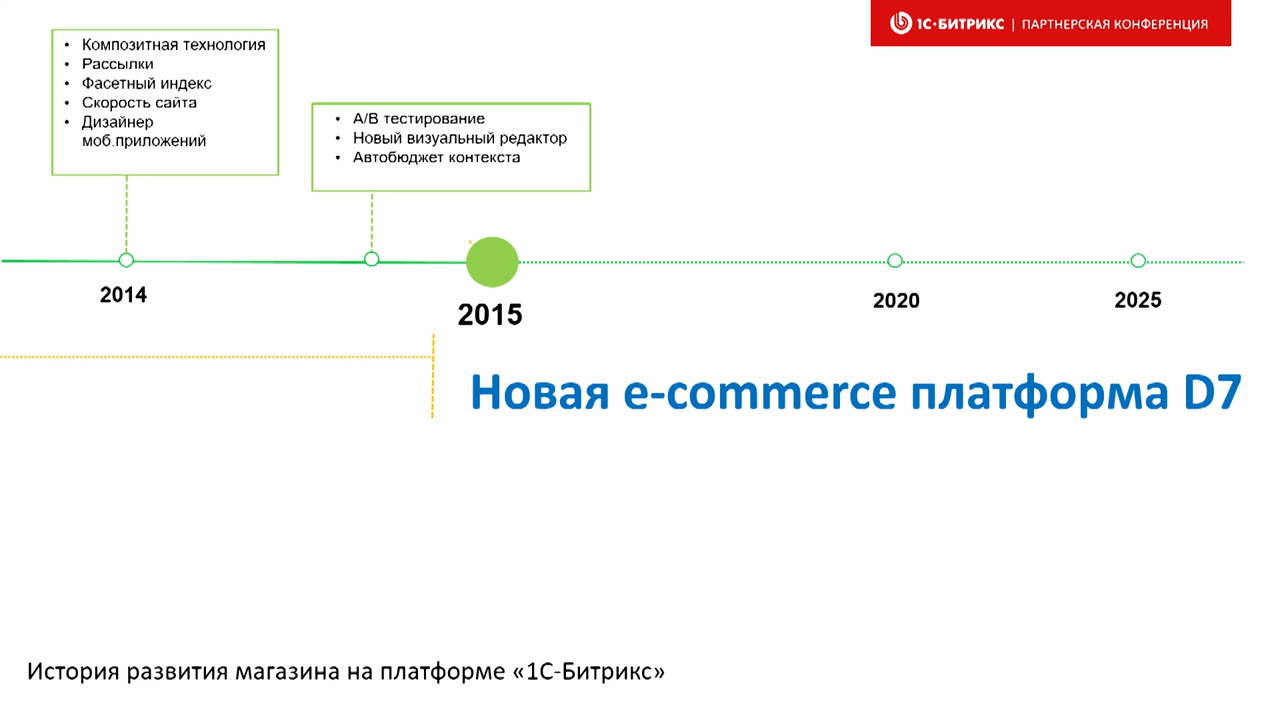 1С·БИТРИКС | ПАРТНЕРСКАЯ КОНФЕРЕНЦИЯ
• Композитная технология
• Рассылки
• Фасетный индекс
• Скорость сайта
• Дизайнер
моб.приложений
• A/B тестирование
• Новый визуальный редактор
• Автобюджет контекста
2014
2015
2020
2025
Новая e-commerce платформа D7
История развития магазина на платформе «1С-Битрикс»